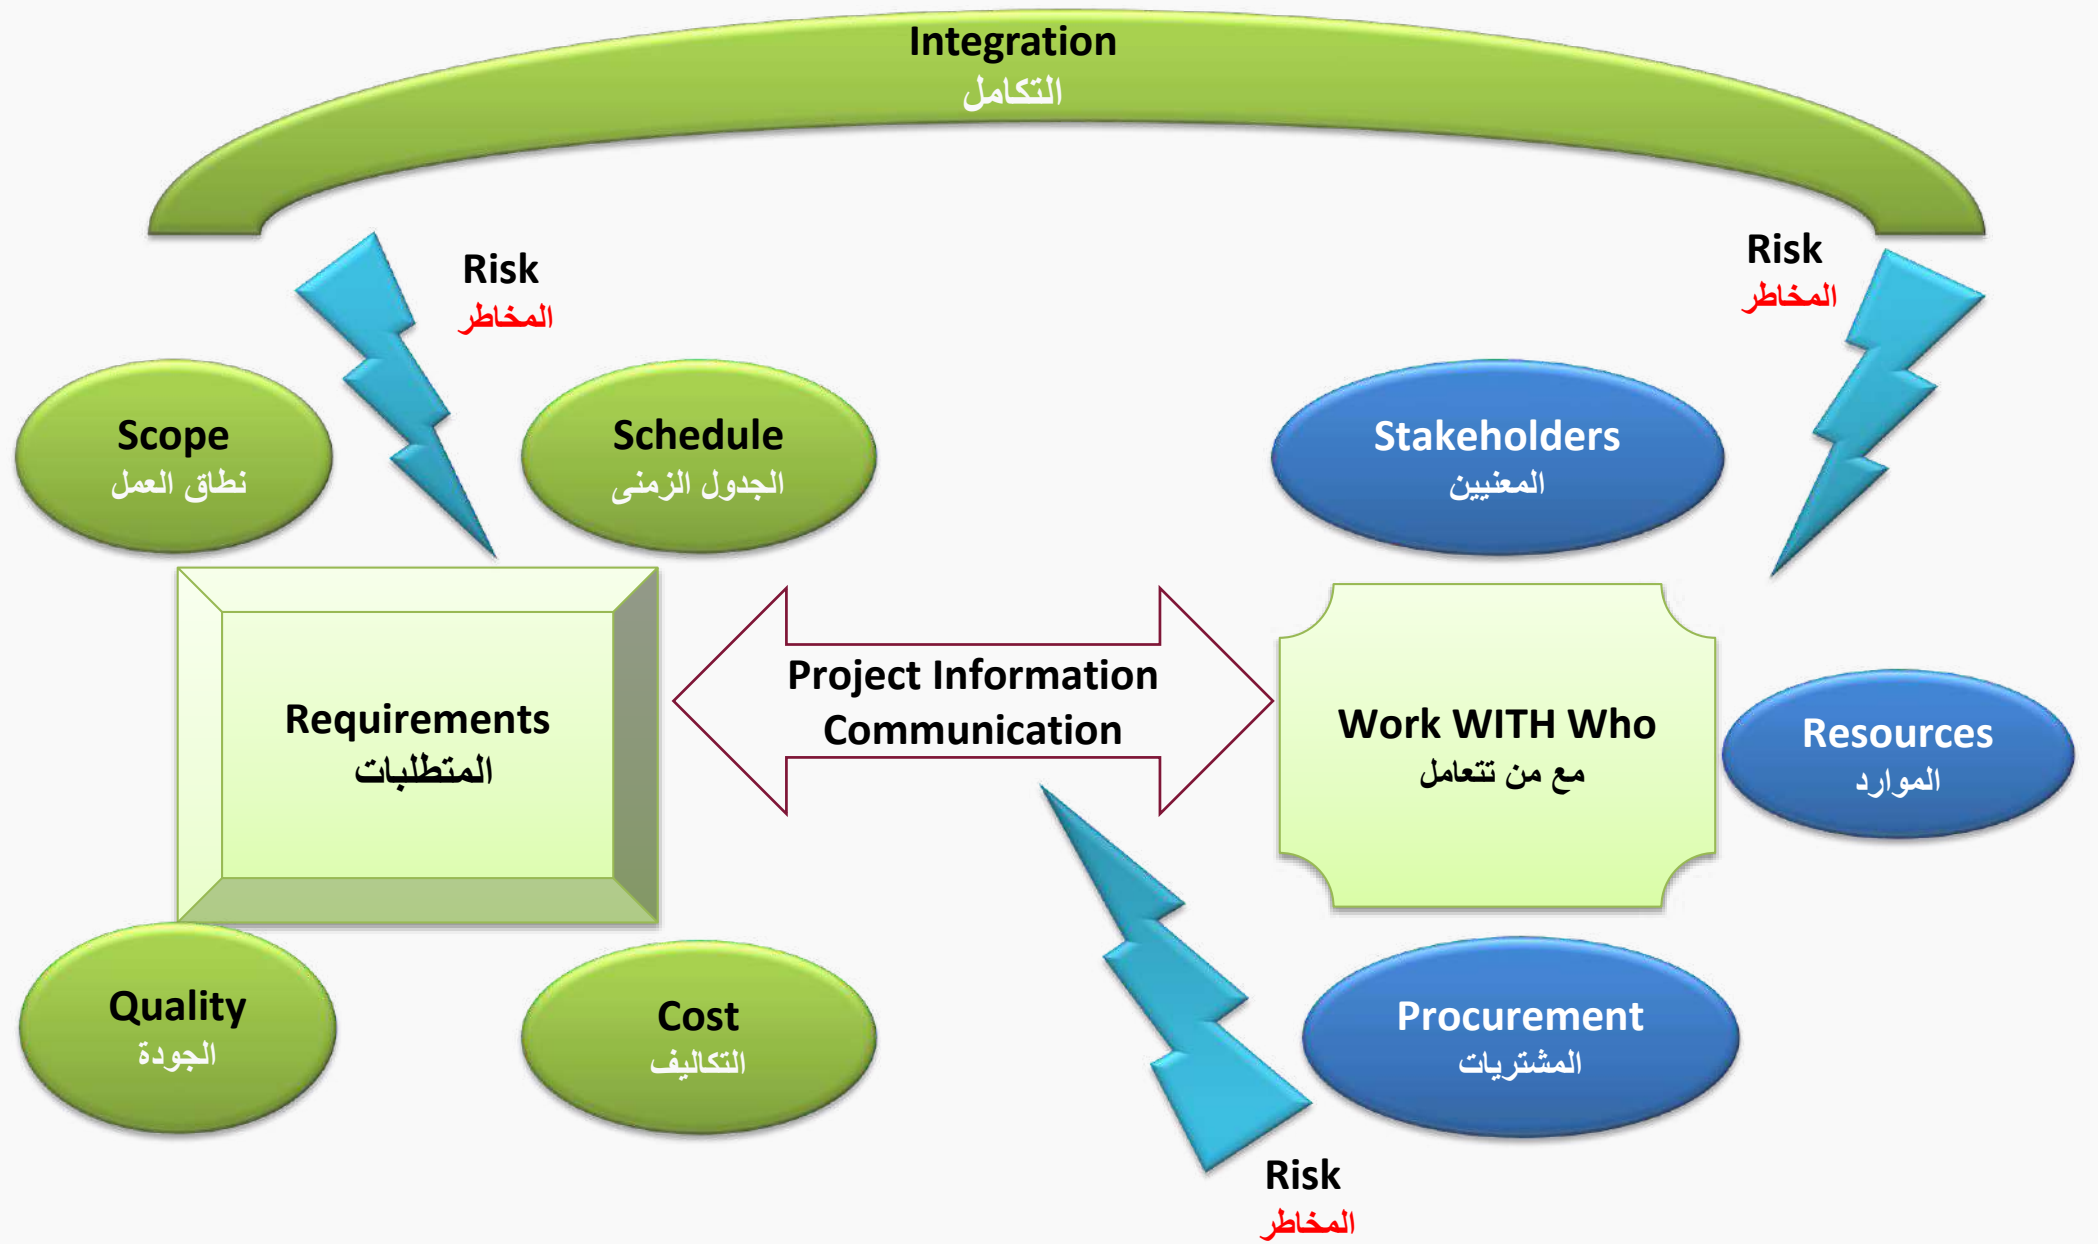 Integration
التكامل
Risk
المخاطر
Risk
المخاطر
Scope
نطاق العمل
Schedule
الجدول الزمنى
Stakeholders
المعنيين
Requirements
المتطلبات
Project Information
Communication
Work WITH Who
مع من تتعامل
Resources
الموارد
Quality
الجودة
Cost
التكاليف
Procurement
المشتريات
Risk
المخاطر